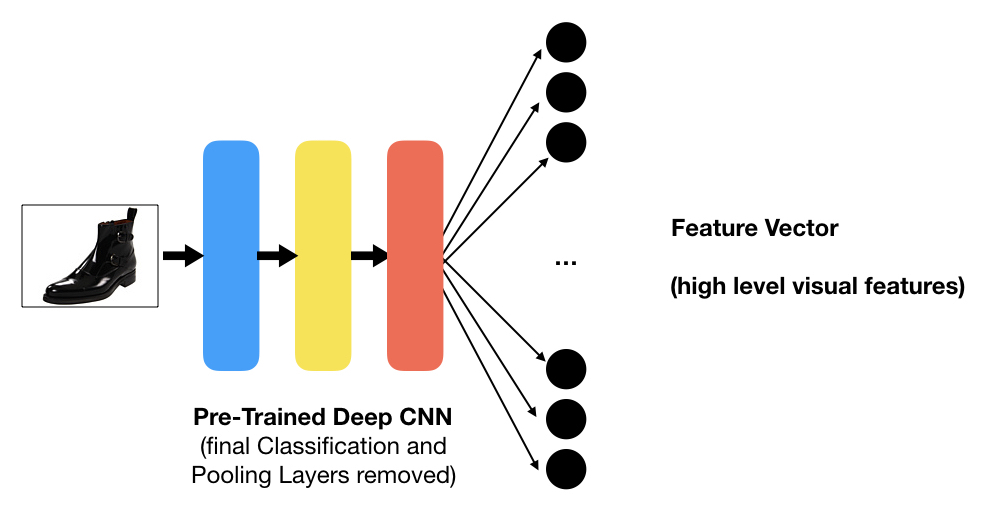 ...
Feature Vector
(high level visual features)
Pre-Trained Deep CNN
(final Classification and
Pooling Layers removed)